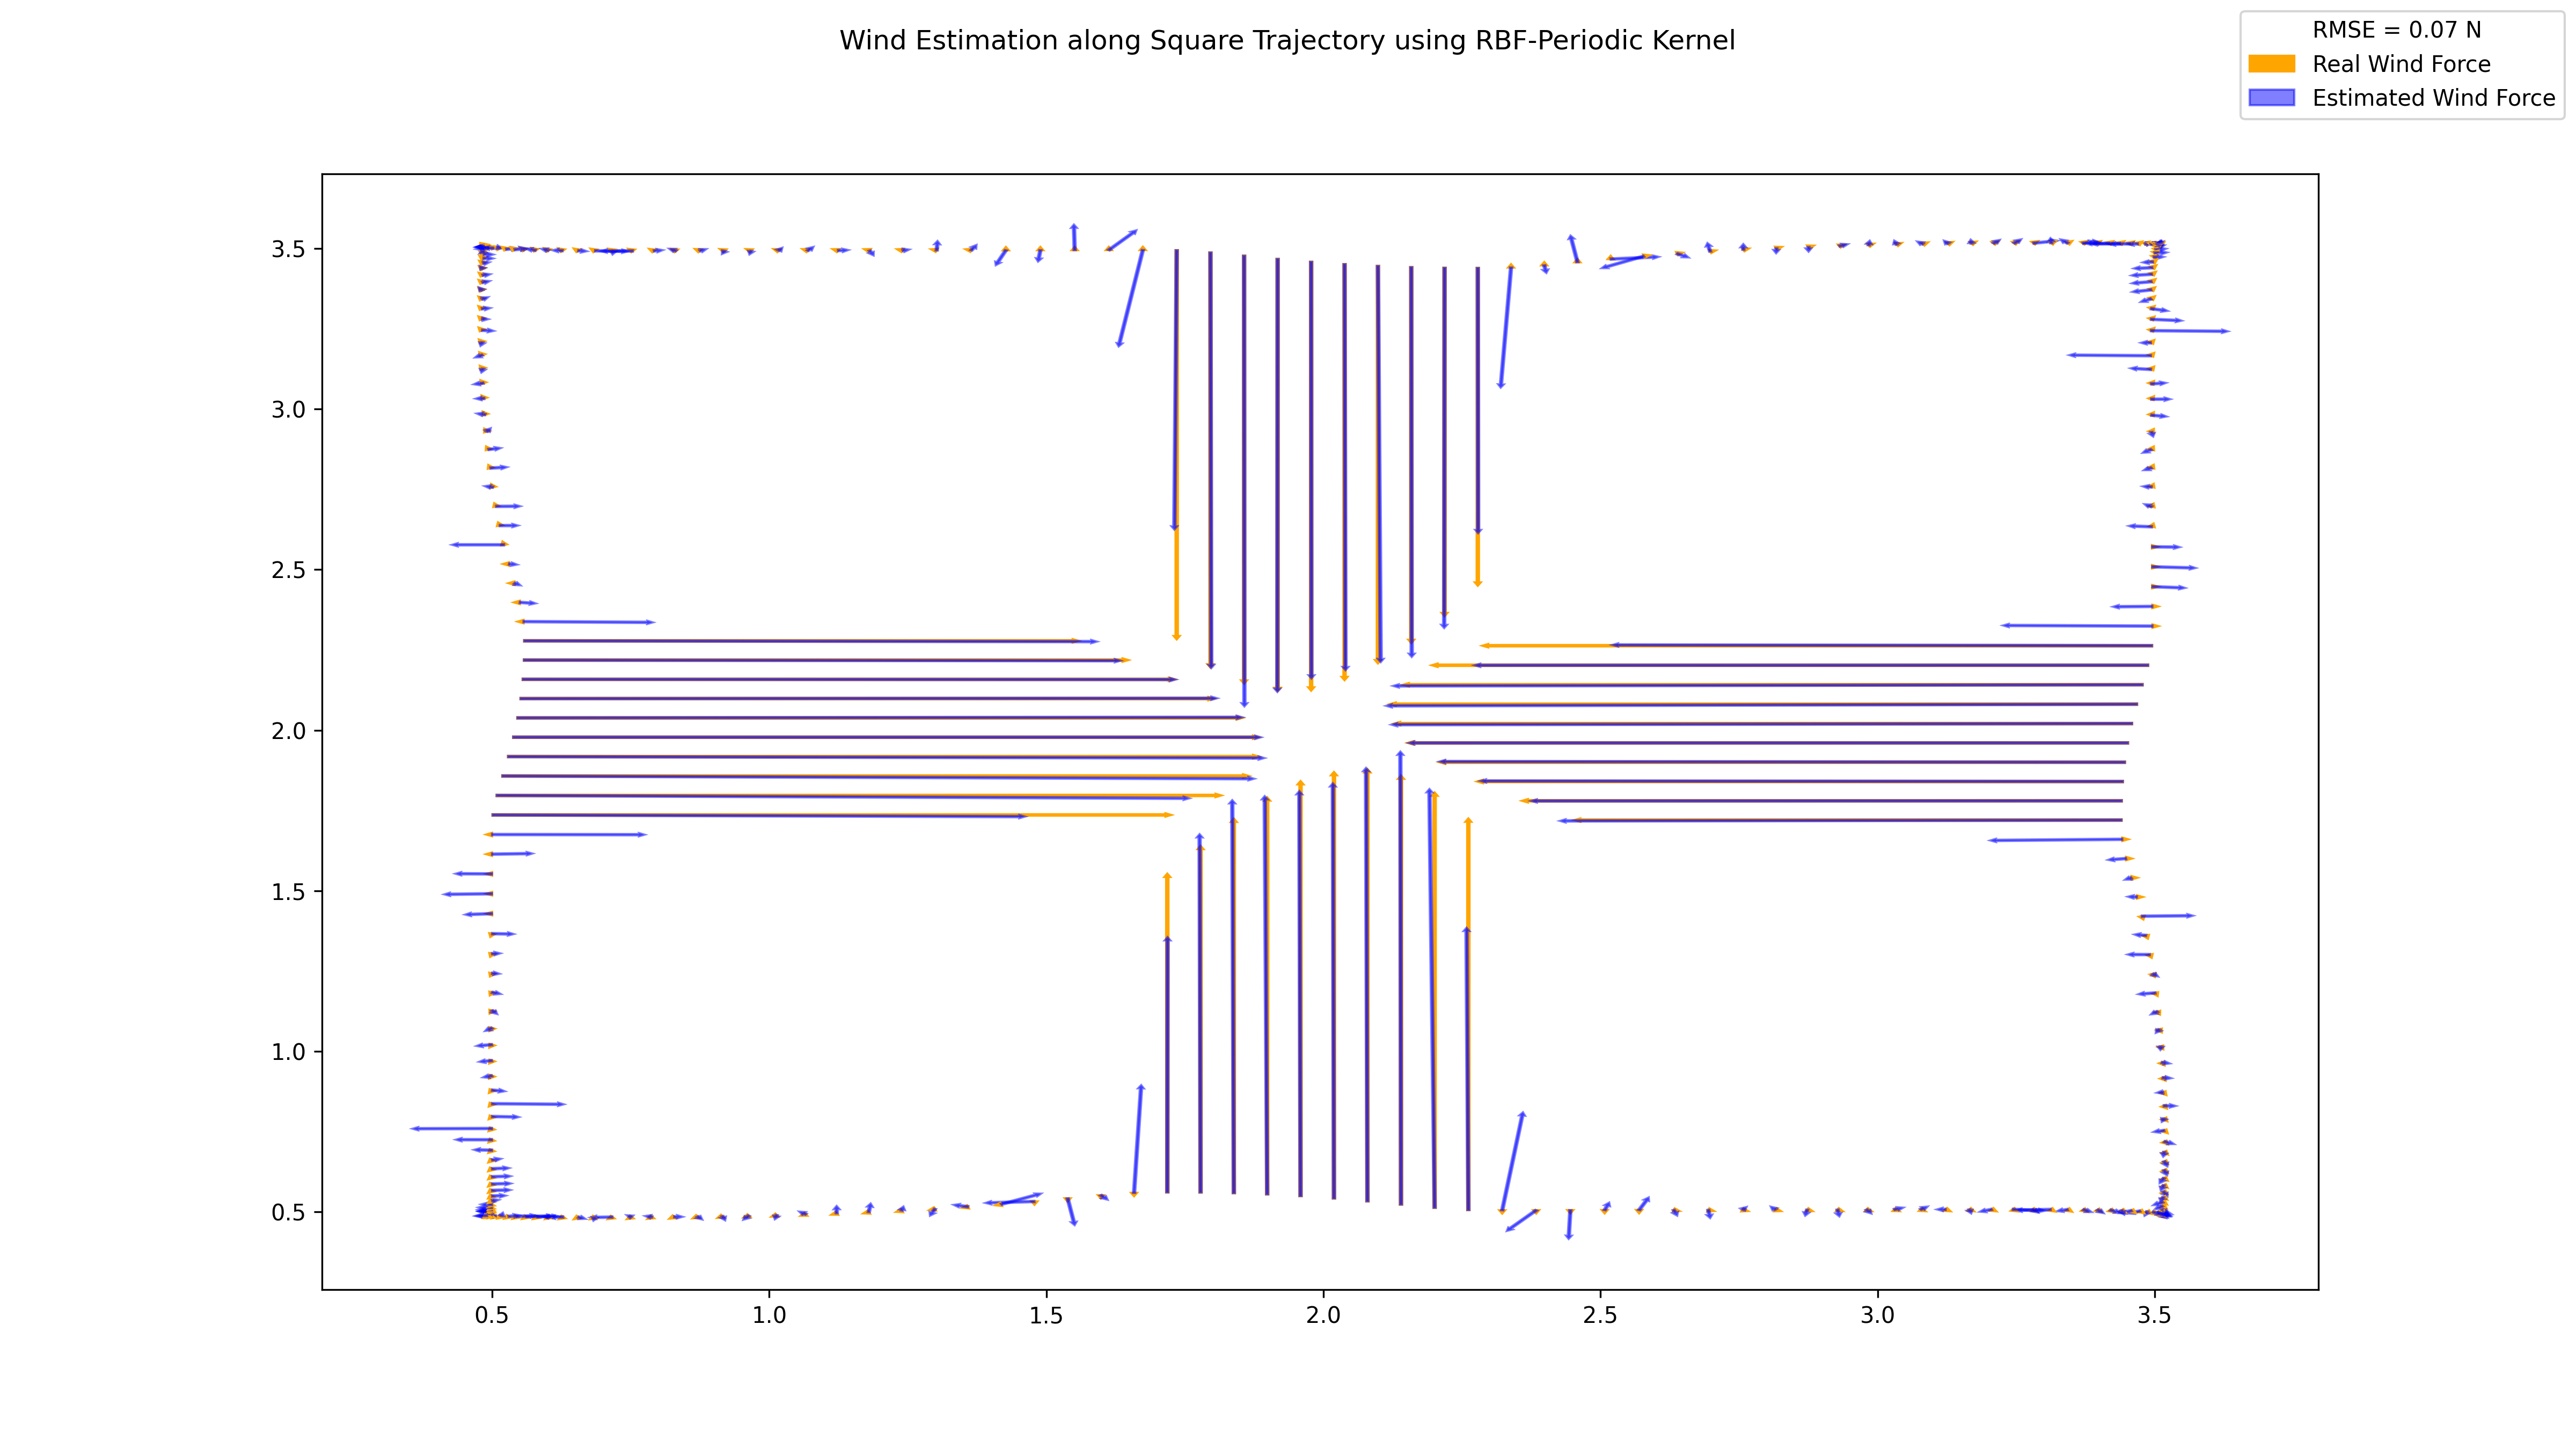 Wind Estimation along Square Trajectory using RBF-Periodic Kernel
RMSE = 0.07 N
Real Wind Force
Estimated Wind Force
3.5
3.0
2.5
2.0
1.5
1.0
0.5
0.5 1.0 1.5 2.0 2.5 3.0 3.5